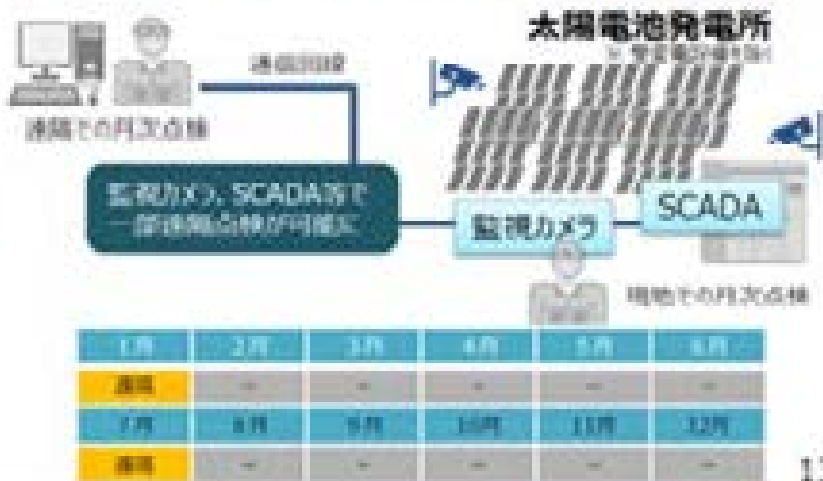 太陽電池発電所
通信回線
遠隔での月次点検
監視カメラ、SCADA等で
一部遠隔点検が可能に
監視カメラ
SCADA
現地での月次点検
1月 2月 3月 4月 5月 6月
遠隔 - - - - -
7月 8月 9月 10月 11月 12月
遠隔 - - - - -